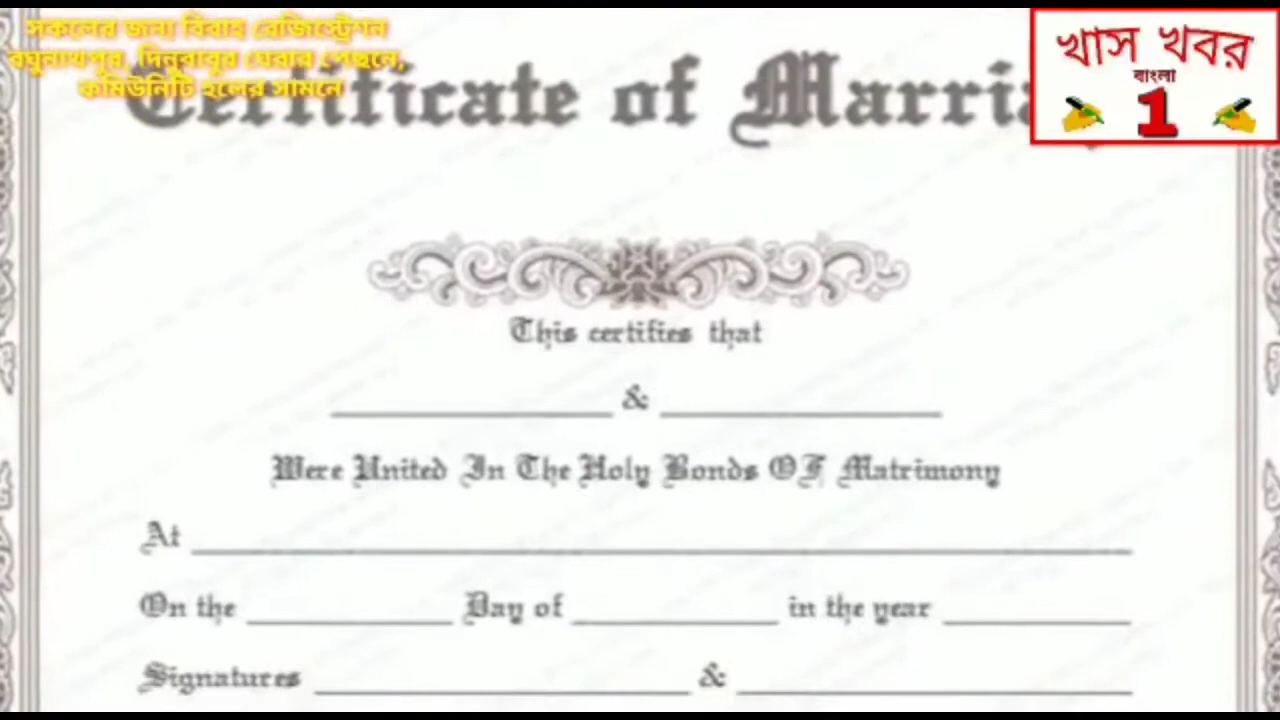 সকলের জন্য বিবাহ রেজিস্ট্রেশন
রঘুনাথপুর, দিনুবাবুর ঘেরার পেছনে,
কমিউনিটি হলের সামনে
খাস খবর
বাংলা
1
Certificate of
This certifies that
&
Were United In The Holy Bonds OF Matrimony
At
On the Day of in the year
Signatures &